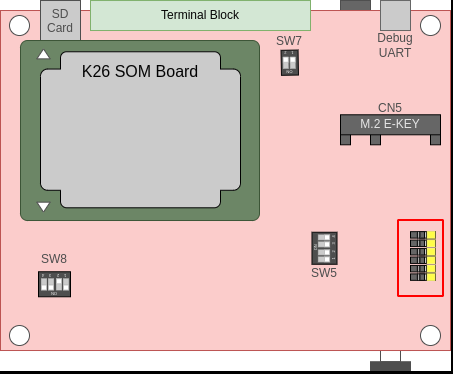 SD
Card
Terminal Block
Debug
UART
SW7
K26 SOM Board
CN5
M.2 E-KEY
SW8
SW5